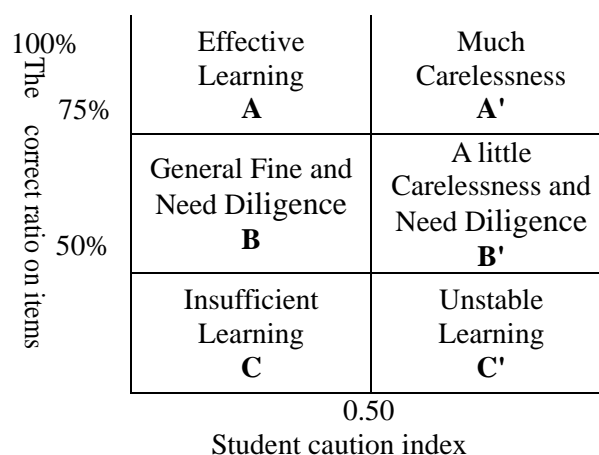 100%
The correct ratio on items
75%
50%
Effective
Learning
A
Much
Carelessness
A'
General Fine and
Need Diligence
B
A little
Carelessness and
Need Diligence
B'
Insufficient
Learning
C
Unstable
Learning
C'
0.50
Student caution index